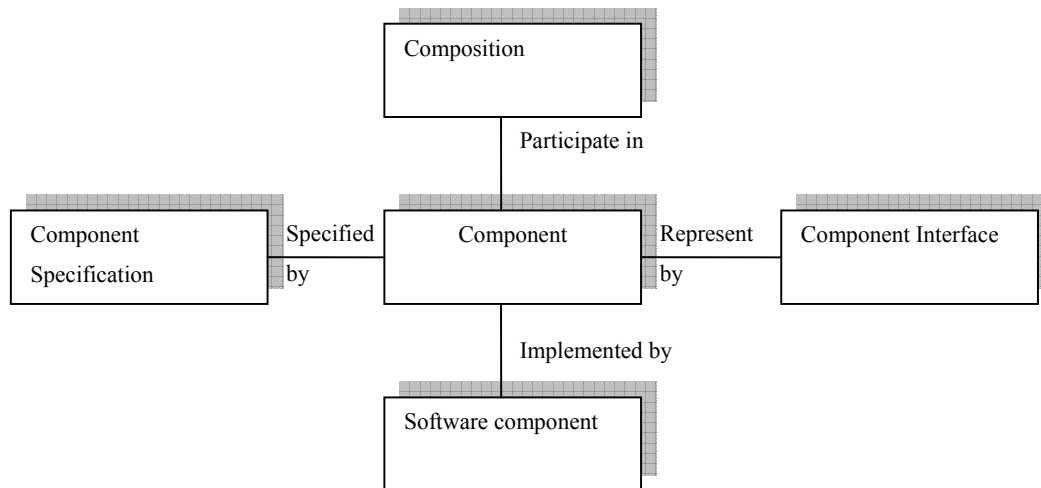 Composition
Participate in
Component
Specification
Specified
by
Component
Represent
by
Component Interface
Implemented by
Software component